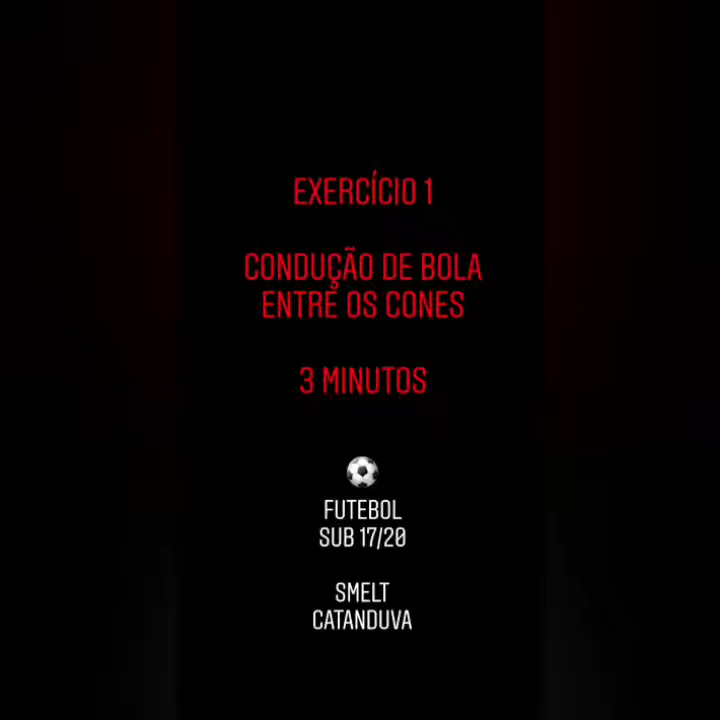 EXERCÍCIO 1
CONDUÇÃO DE BOLA
ENTRE OS CONES
3 MINUTOS
FUTEBOL
SUB 17/20
SMELT
CATANDUVA